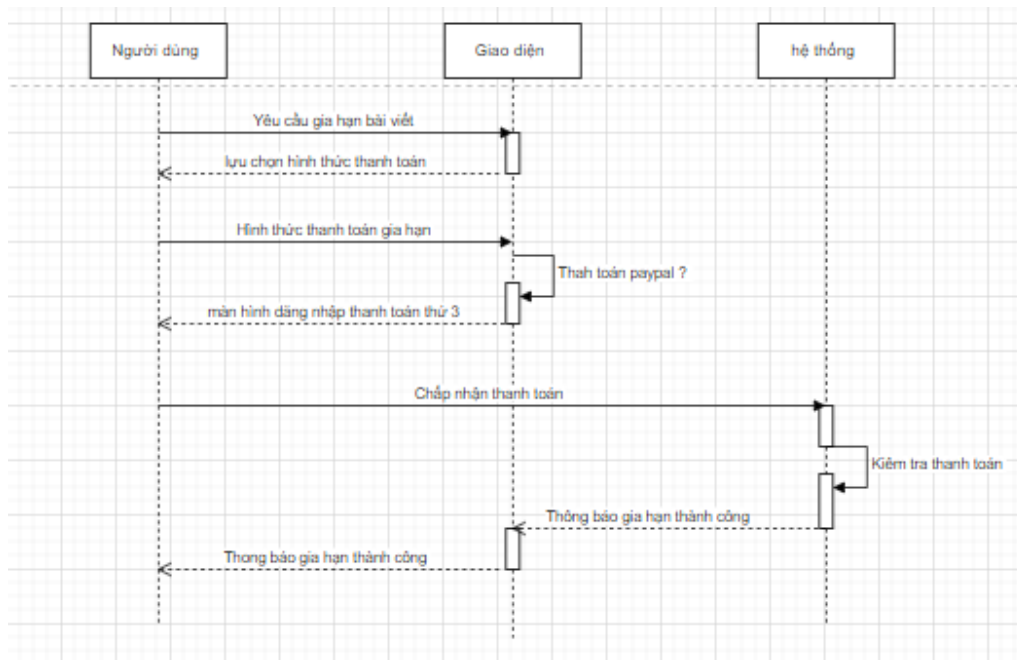 Người dùng
Giao diện
hệ thống
Yêu cầu gia hạn bài viết
lựu chọn hình thức thanh toán
Hình thức thanh toán gia hạn
Thah toán paypal ?
màn hình đăng nhập thanh toán thứ 3
Chấp nhận thanh toán
Kiêm tra thanh toán
Thông báo gia hạn thành công
Thong báo gia hạn thành công